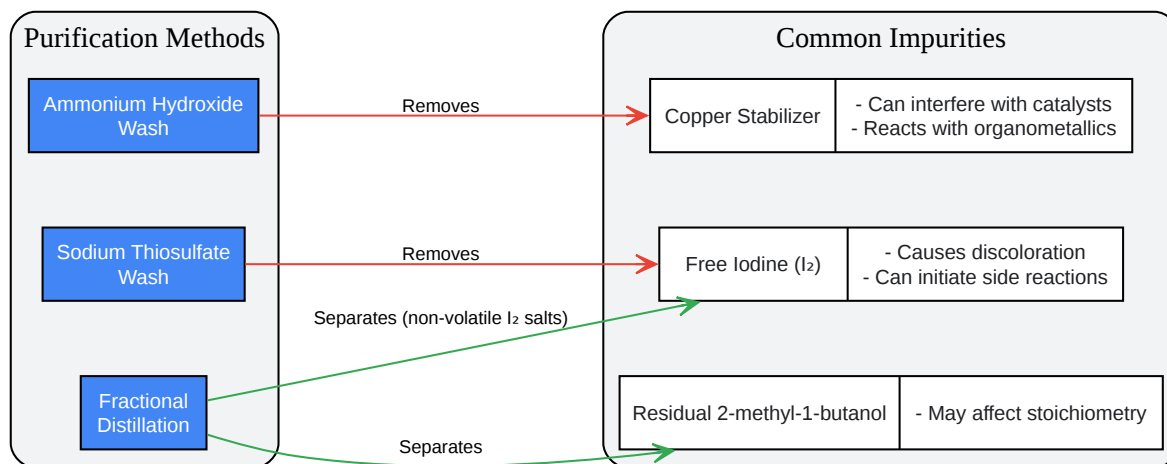 Purification Methods
Common Impurities
Ammonium Hydroxide
Wash
Removes
Copper Stabilizer
- Can interfere with catalysts
- Reacts with organometallics
Sodium Thiosulfate
Wash
Removes
Free Iodine (I₂)
- Causes discoloration
- Can initiate side reactions
Separates (non-volatile I₂ salts)
Fractional
Distillation
Separates
Residual 2-methyl-1-butanol
- May affect stoichiometry